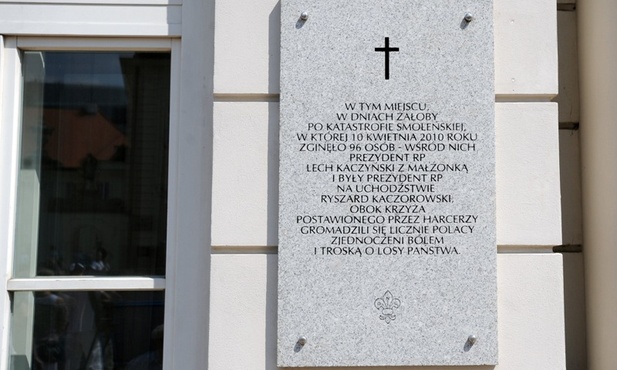 W TYM MIEJSCU,
W DNIACH ŻAŁOBY
PO KATASTROFIE SMOLEŃSKIEJ,
W KTÓREJ 10 KWIETNIA 2010 ROKU
ZGINĘŁO 96 OSÓB - WŚRÓD NICH
PREZYDENT RP
LECH KACZYŃSKI Z MAŁŻONKĄ
I BYŁY PREZYDENT RP
NA UCHODŹSTWIE
RYSZARD KACZOROWSKI,
OBOK KRZYŻA
POSTAWIONEGO PRZEZ HARCERZY
GROMADZILI SIĘ LICZNIE POLACY
ZJEDNOCZENI BÓLEM
I TROSKĄ O LOSY PAŃSTWA.